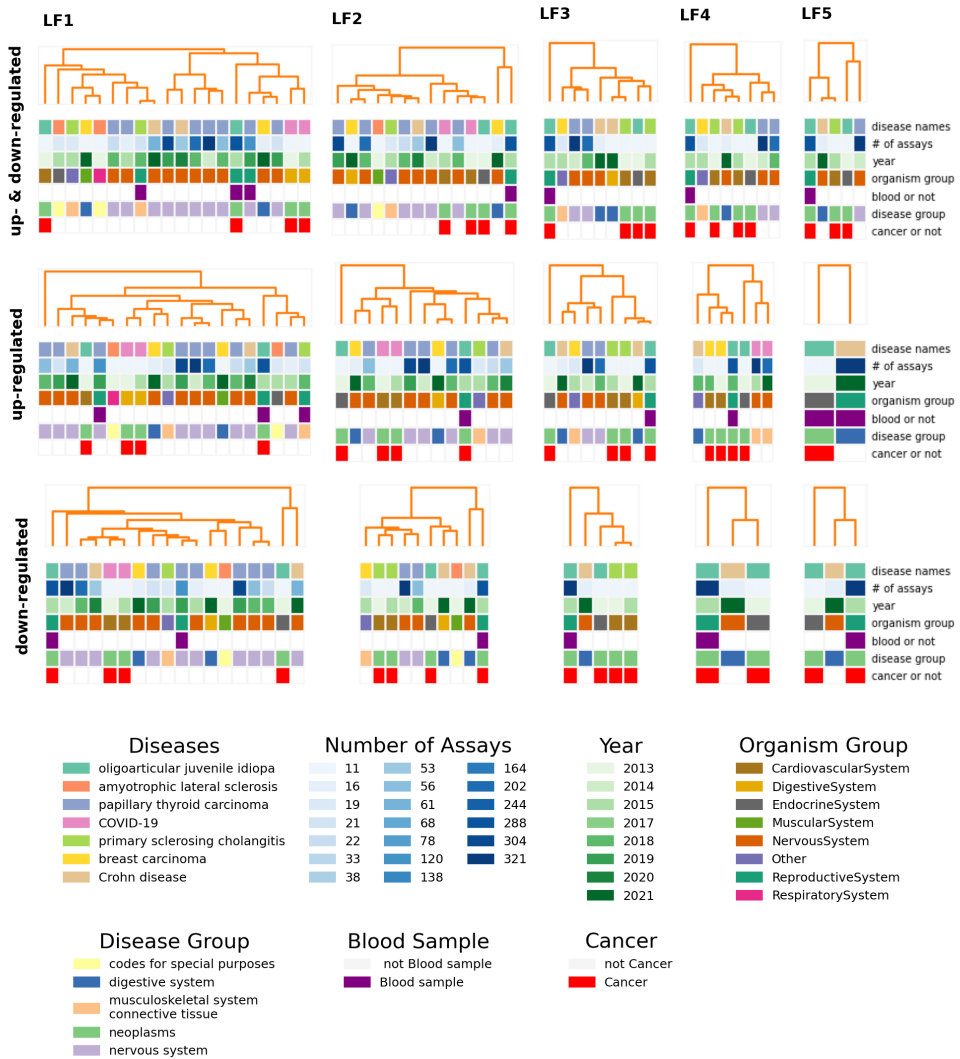 LF1
LF2
LF3
LF4
LF5
up- & down-regulated
disease names
# of assays
year
organism group
blood or not
disease group
cancer or not
up-regulated
disease names
# of assays
year
organism group
blood or not
disease group
cancer or not
down-regulated
disease names
# of assays
year
organism group
blood or not
disease group
cancer or not
Diseases
oligoarticular juvenile idiopa
amyotrophic lateral sclerosis
papillary thyroid carcinoma
COVID-19
primary sclerosing cholangitis
breast carcinoma
Crohn disease
Number of Assays
11
16
19
21
22
33
38
53
56
61
68
78
120
138
164
202
244
288
304
321
Year
2013
2014
2015
2017
2018
2019
2020
2021
Organism Group
CardiovascularSystem
DigestiveSystem
EndocrineSystem
MuscularSystem
NervousSystem
Other
ReproductiveSystem
RespiratorySystem
Disease Group
codes for special purposes
digestive system
musculoskeletal system
connective tissue
neoplasms
nervous system
Blood Sample
not Blood sample
Blood sample
Cancer
not Cancer
Cancer